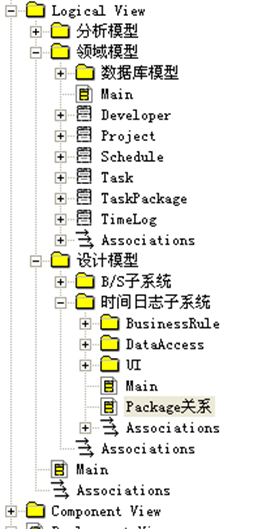 Logical View
分析模型
领域模型
数据库模型
Main
Developer
Project
Schedule
Task
TaskPackage
TimeLog
Associations
设计模型
B/S子系统
时间日志子系统
BusinessRule
DataAccess
UI
Main
Package关系
Associations
Associations
Main
Associations
Component View